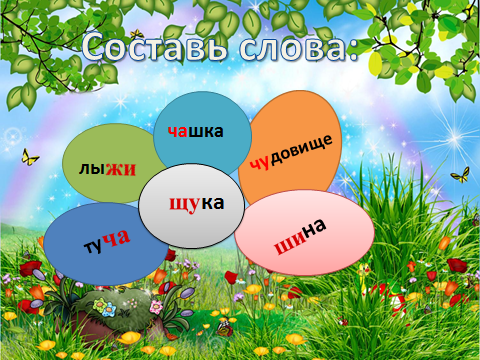 Составь слова:
чашка
чудовище
лыжи
щука
туча
шина